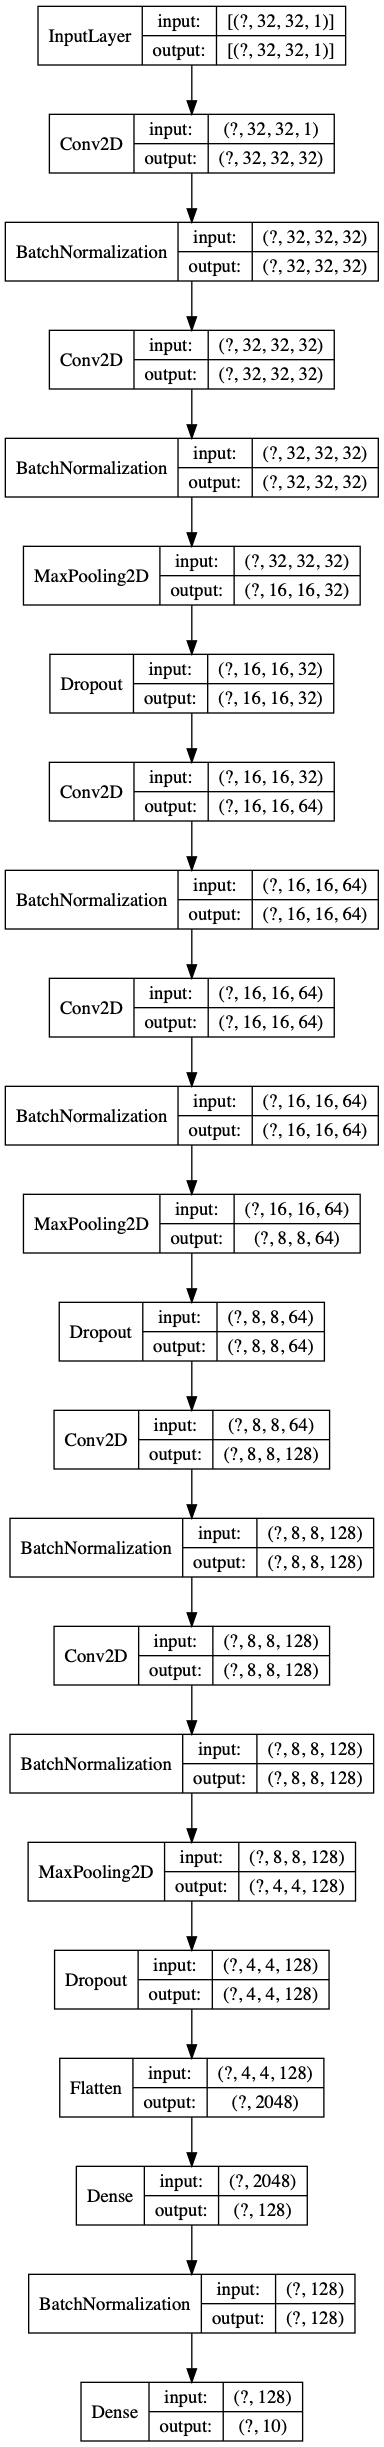 InputLayer
input: [(?, 32, 32, 1)]
output: [(?, 32, 32, 1)]
Conv2D
input: (?, 32, 32, 1)
output: (?, 32, 32, 32)
BatchNormalization
input: (?, 32, 32, 32)
output: (?, 32, 32, 32)
Conv2D
input: (?, 32, 32, 32)
output: (?, 32, 32, 32)
BatchNormalization
input: (?, 32, 32, 32)
output: (?, 32, 32, 32)
MaxPooling2D
input: (?, 32, 32, 32)
output: (?, 16, 16, 32)
Dropout
input: (?, 16, 16, 32)
output: (?, 16, 16, 32)
Conv2D
input: (?, 16, 16, 32)
output: (?, 16, 16, 64)
BatchNormalization
input: (?, 16, 16, 64)
output: (?, 16, 16, 64)
Conv2D
input: (?, 16, 16, 64)
output: (?, 16, 16, 64)
BatchNormalization
input: (?, 16, 16, 64)
output: (?, 16, 16, 64)
MaxPooling2D
input: (?, 16, 16, 64)
output: (?, 8, 8, 64)
Dropout
input: (?, 8, 8, 64)
output: (?, 8, 8, 64)
Conv2D
input: (?, 8, 8, 64)
output: (?, 8, 8, 128)
BatchNormalization
input: (?, 8, 8, 128)
output: (?, 8, 8, 128)
Conv2D
input: (?, 8, 8, 128)
output: (?, 8, 8, 128)
BatchNormalization
input: (?, 8, 8, 128)
output: (?, 8, 8, 128)
MaxPooling2D
input: (?, 8, 8, 128)
output: (?, 4, 4, 128)
Dropout
input: (?, 4, 4, 128)
output: (?, 4, 4, 128)
Flatten
input: (?, 4, 4, 128)
output: (?, 2048)
Dense
input: (?, 2048)
output: (?, 128)
BatchNormalization
input: (?, 128)
output: (?, 128)
Dense
input: (?, 128)
output: (?, 10)